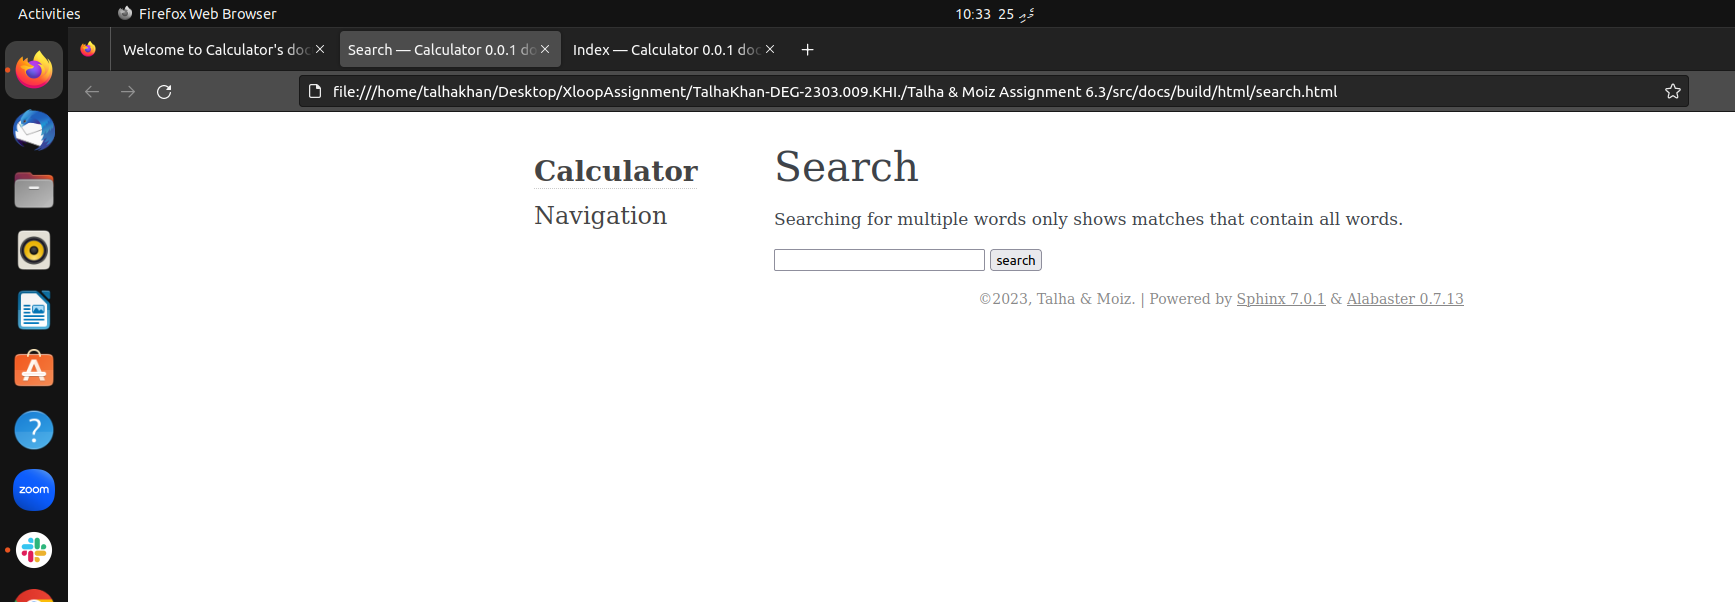 Activities
Firefox Web Browser
10:33 25 މެއި
Welcome to Calculator's doc
Search — Calculator 0.0.1 do
Index — Calculator 0.0.1 doc
file:///home/talhakhan/Desktop/XloopAssignment/TalhaKhan-DEG-2303.009.KHI./Talha & Moiz Assignment 6.3/src/docs/build/html/search.html
Calculator
Navigation
Search
Searching for multiple words only shows matches that contain all words.
search
©2023, Talha & Moiz. | Powered by Sphinx 7.0.1 & Alabaster 0.7.13
zoom